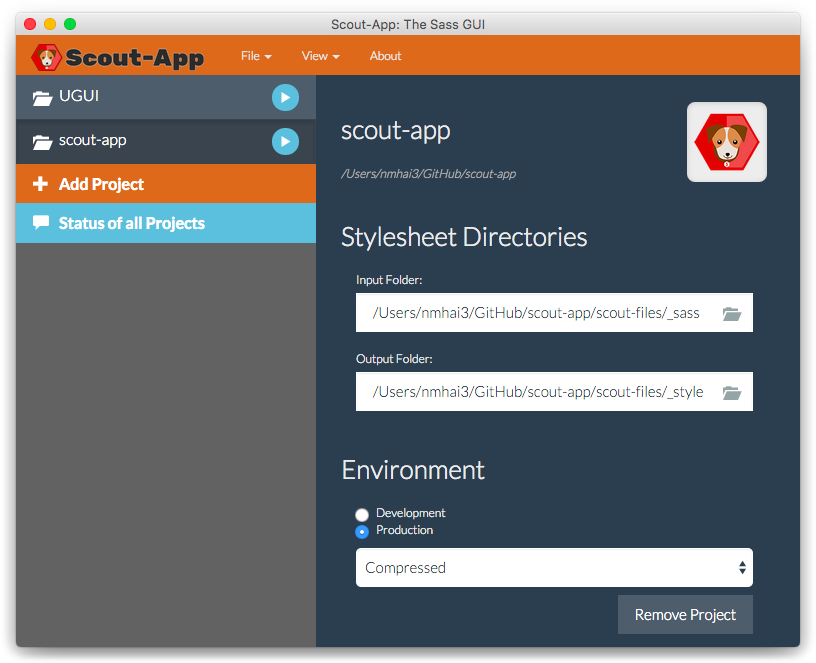 Scout-App: The Sass GUI
Scout-App File View About
UGUI
scout-app
Add Project
Status of all Projects
scout-app
/Users/nmhai3/GitHub/scout-app
Stylesheet Directories
Input Folder:
/Users/nmhai3/GitHub/scout-app/scout-files/_sass
Output Folder:
/Users/nmhai3/GitHub/scout-app/scout-files/_style
Environment
Development
Production
Compressed
Remove Project